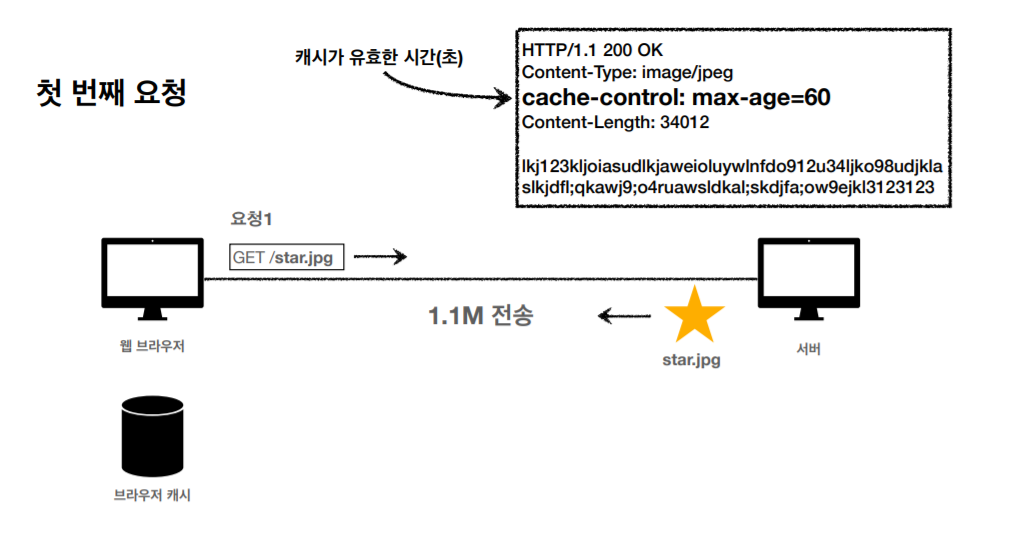 첫 번째 요청
캐시가 유효한 시간(초)
HTTP/1.1 200 OK
Content-Type: image/jpeg
cache-control: max-age=60
Content-Length: 34012
lkj123kljoiasudlkjaweioluywlnfdo912u34ljko98udjkla
slkjdfl;qkawj9;o4ruawsldkal;skdjfa;ow9ejkl3123123
요청1
GET /star.jpg
1.1M 전송
star.jpg
웹 브라우저
서버
브라우저 캐시